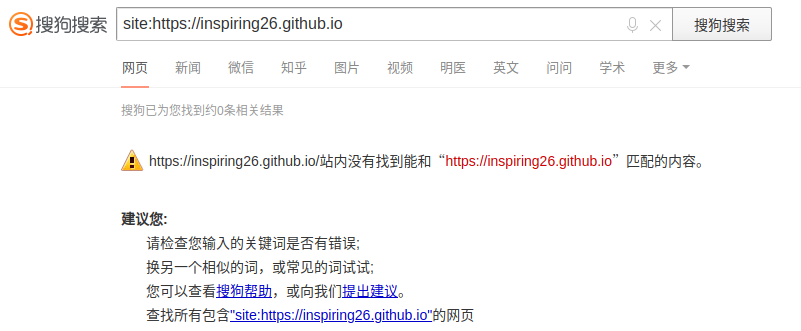 搜狗搜索 site:https://inspiring26.github.io 搜狗搜索
网页 新闻 微信 知乎 图片 视频 明医 英文 问问 学术 更多
搜狗已为您找到约0条相关结果
https://inspiring26.github.io/站内没有找到能和“https://inspiring26.github.io”匹配的内容。
建议您:
请检查您输入的关键词是否有错误;
换另一个相似的词，或常见的词试试;
您可以查看搜狗帮助，或向我们提出建议。
查找所有包含"site:https://inspiring26.github.io"的网页